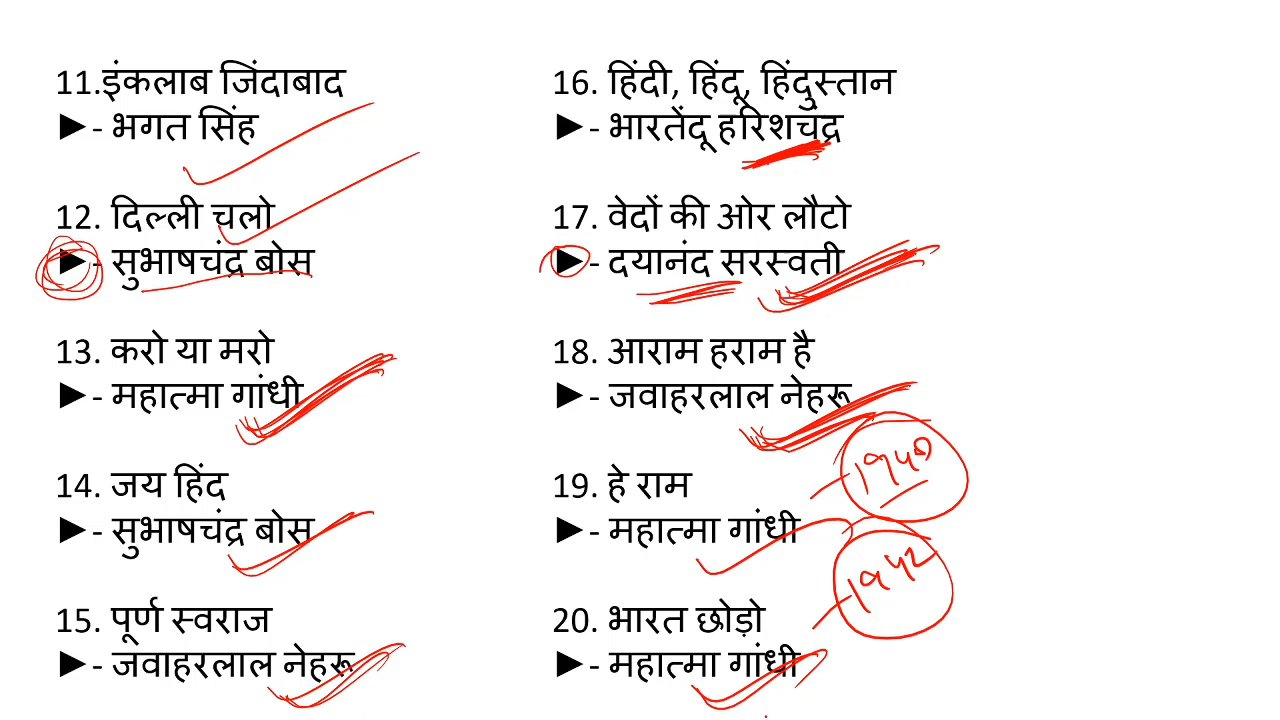 11.इंकलाब जिंदाबाद
►- भगत सिंह
12. दिल्ली चलो
►- सुभाषचंद्र बोस
13. करो या मरो
►- महात्मा गांधी
14. जय हिंद
►- सुभाषचंद्र बोस
15. पूर्ण स्वराज
►- जवाहरलाल नेहरू
16. हिंदी, हिंदू, हिंदुस्तान
►- भारतेंदू हरिशचंद्र
17. वेदों की ओर लौटो
►- दयानंद सरस्वती
18. आराम हराम है
►- जवाहरलाल नेहरू
19. हे राम
►- महात्मा गांधी
20. भारत छोड़ो
►- महात्मा गांधी
1942